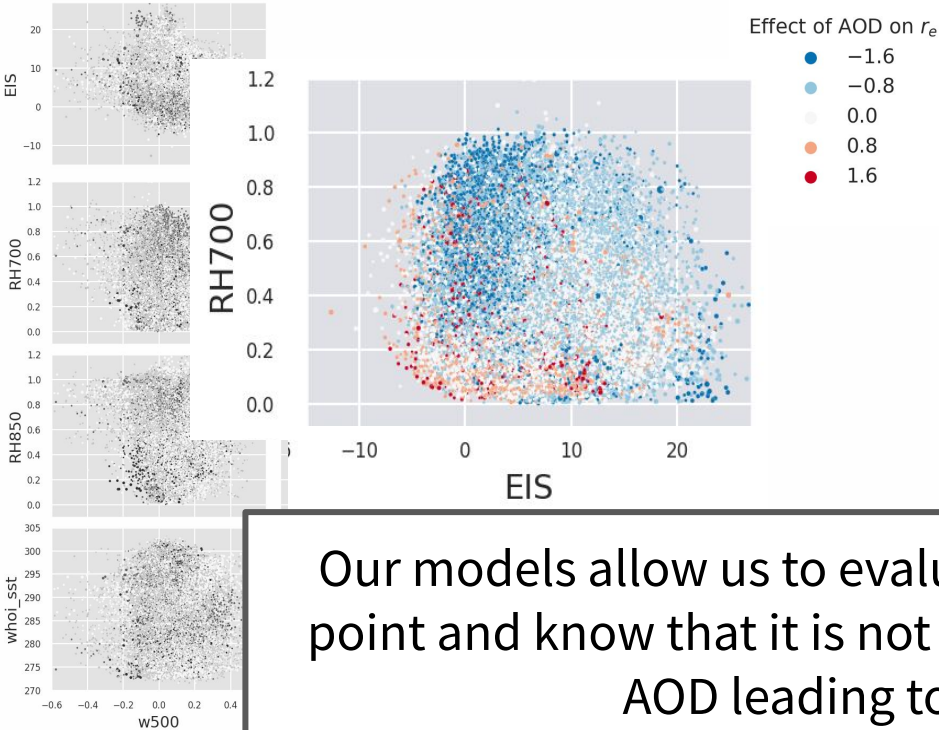 20
10
0
−10
EIS
1.2
1.0
0.8
0.6
0.4
0.2
0.0
RH700
1.2
1.0
0.8
0.6
0.4
0.2
0.0
RH850
305
300
295
290
285
280
275
270
whoi_sst
−0.6 −0.4 −0.2 0.0 0.2 0.4
w500
1.2
1.0
0.8
0.6
0.4
0.2
0.0
RH700
−10 0 10 20
EIS
Effect of AOD on re
−1.6
−0.8
0.0
0.8
1.6
Our models allow us to
point and know that it is not
AOD leading to